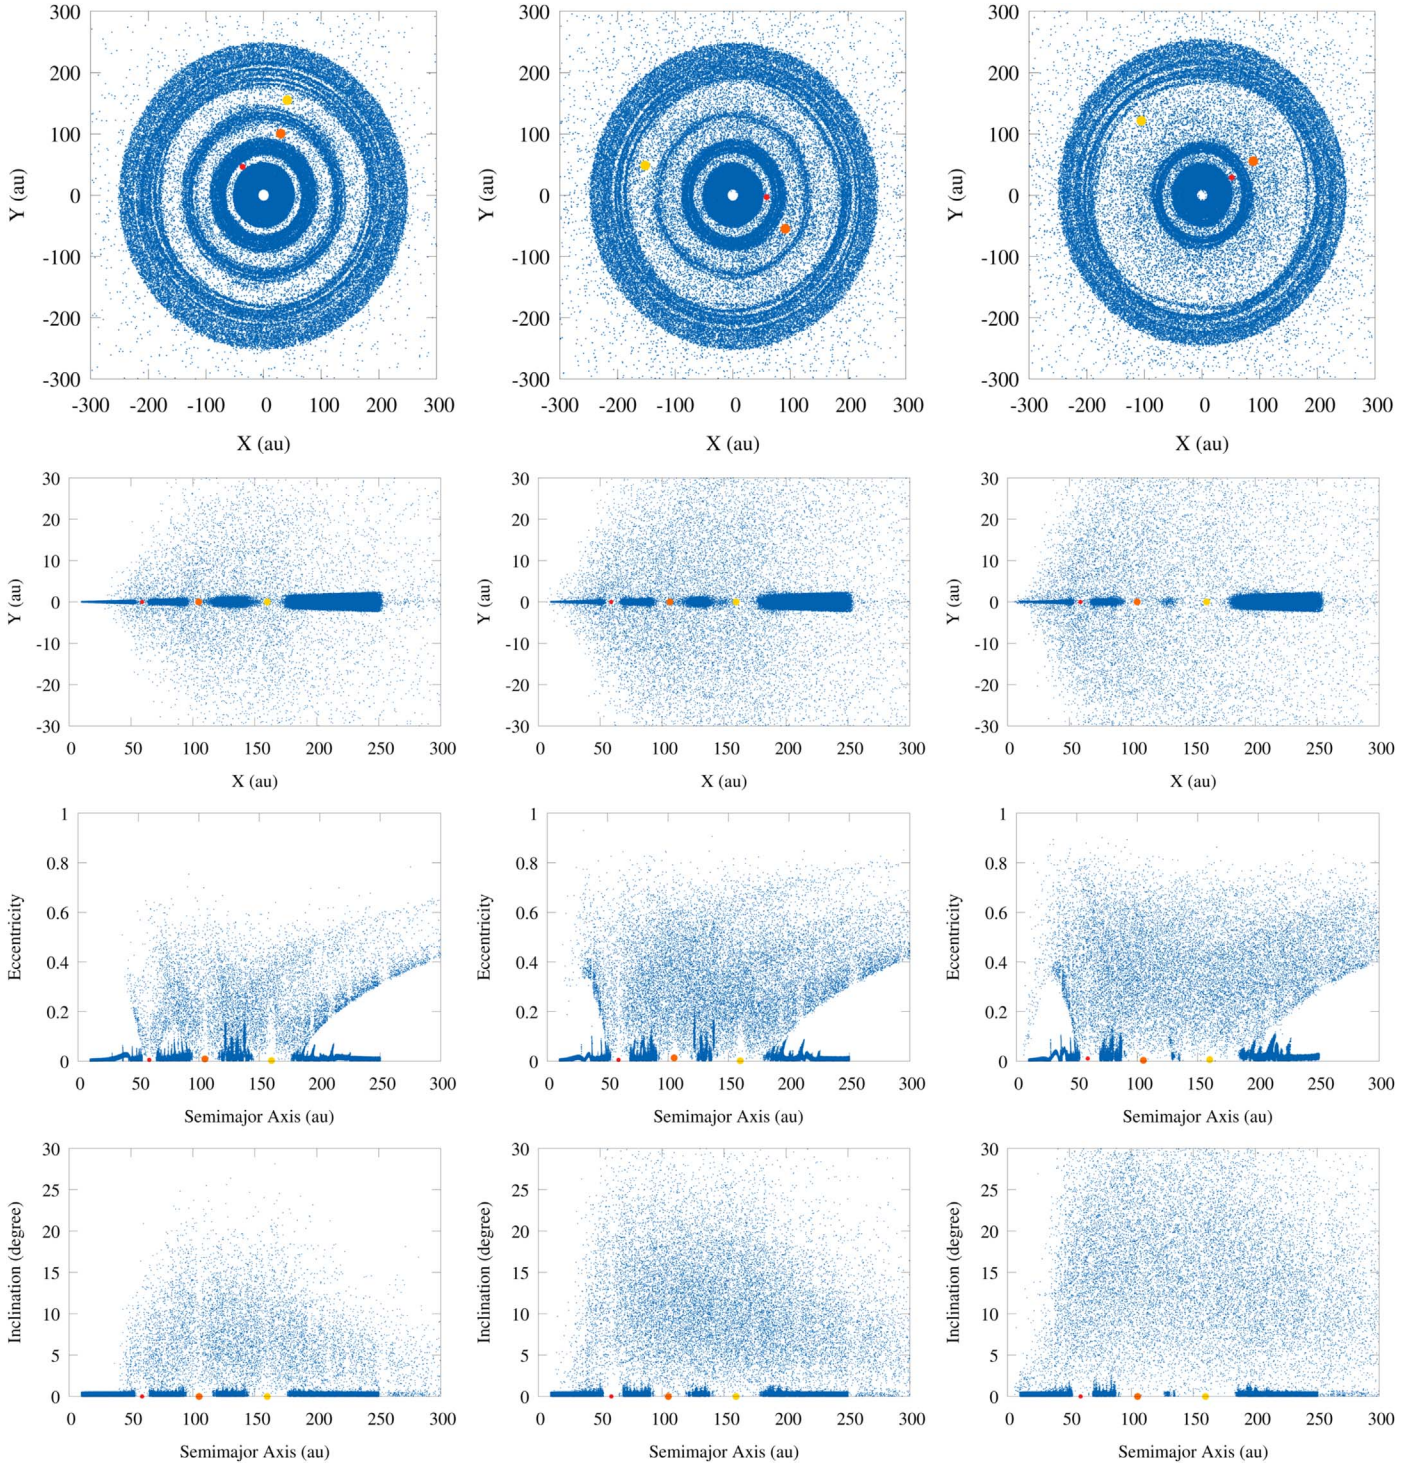 300 300 300
200 200 200
100 100 100
0 0 0
-100 -100 -100
-200 -200 -200
-300 -300 -300
Y (au) Y (au) Y (au)
-300 -200 -100 0 100 200 300 -300 -200 -100 0 100 200 300 -300 -200 -100 0 100 200 300
X (au) X (au) X (au)
30 30 30
20 20 20
10 10 10
0 0 0
-10 -10 -10
-20 -20 -20
-30 -30 -30
Y (au) Y (au) Y (au)
0 50 100 150 200 250 300 0 50 100 150 200 250 300 0 50 100 150 200 250 300
X (au) X (au) X (au)
1 1 1
0.8 0.8 0.8
0.6 0.6 0.6
0.4 0.4 0.4
0.2 0.2 0.2
0 0 0
Eccentricity Eccentricity Eccentricity
0 50 100 150 200 250 300 0 50 100 150 200 250 300 0 50 100 150 200 250 300
Semimajor Axis (au) Semimajor Axis (au) Semimajor Axis (au)
30 30 30
25 25 25
20 20 20
15 15 15
10 10 10
5 5 5
0 0 0
Inclination (degree) Inclination (degree) Inclination (degree)
0 50 100 150 200 250 300 0 50 100 150 200 250 300 0 50 100 150 200 250 300
Semimajor Axis (au) Semimajor Axis (au) Semimajor Axis (au)